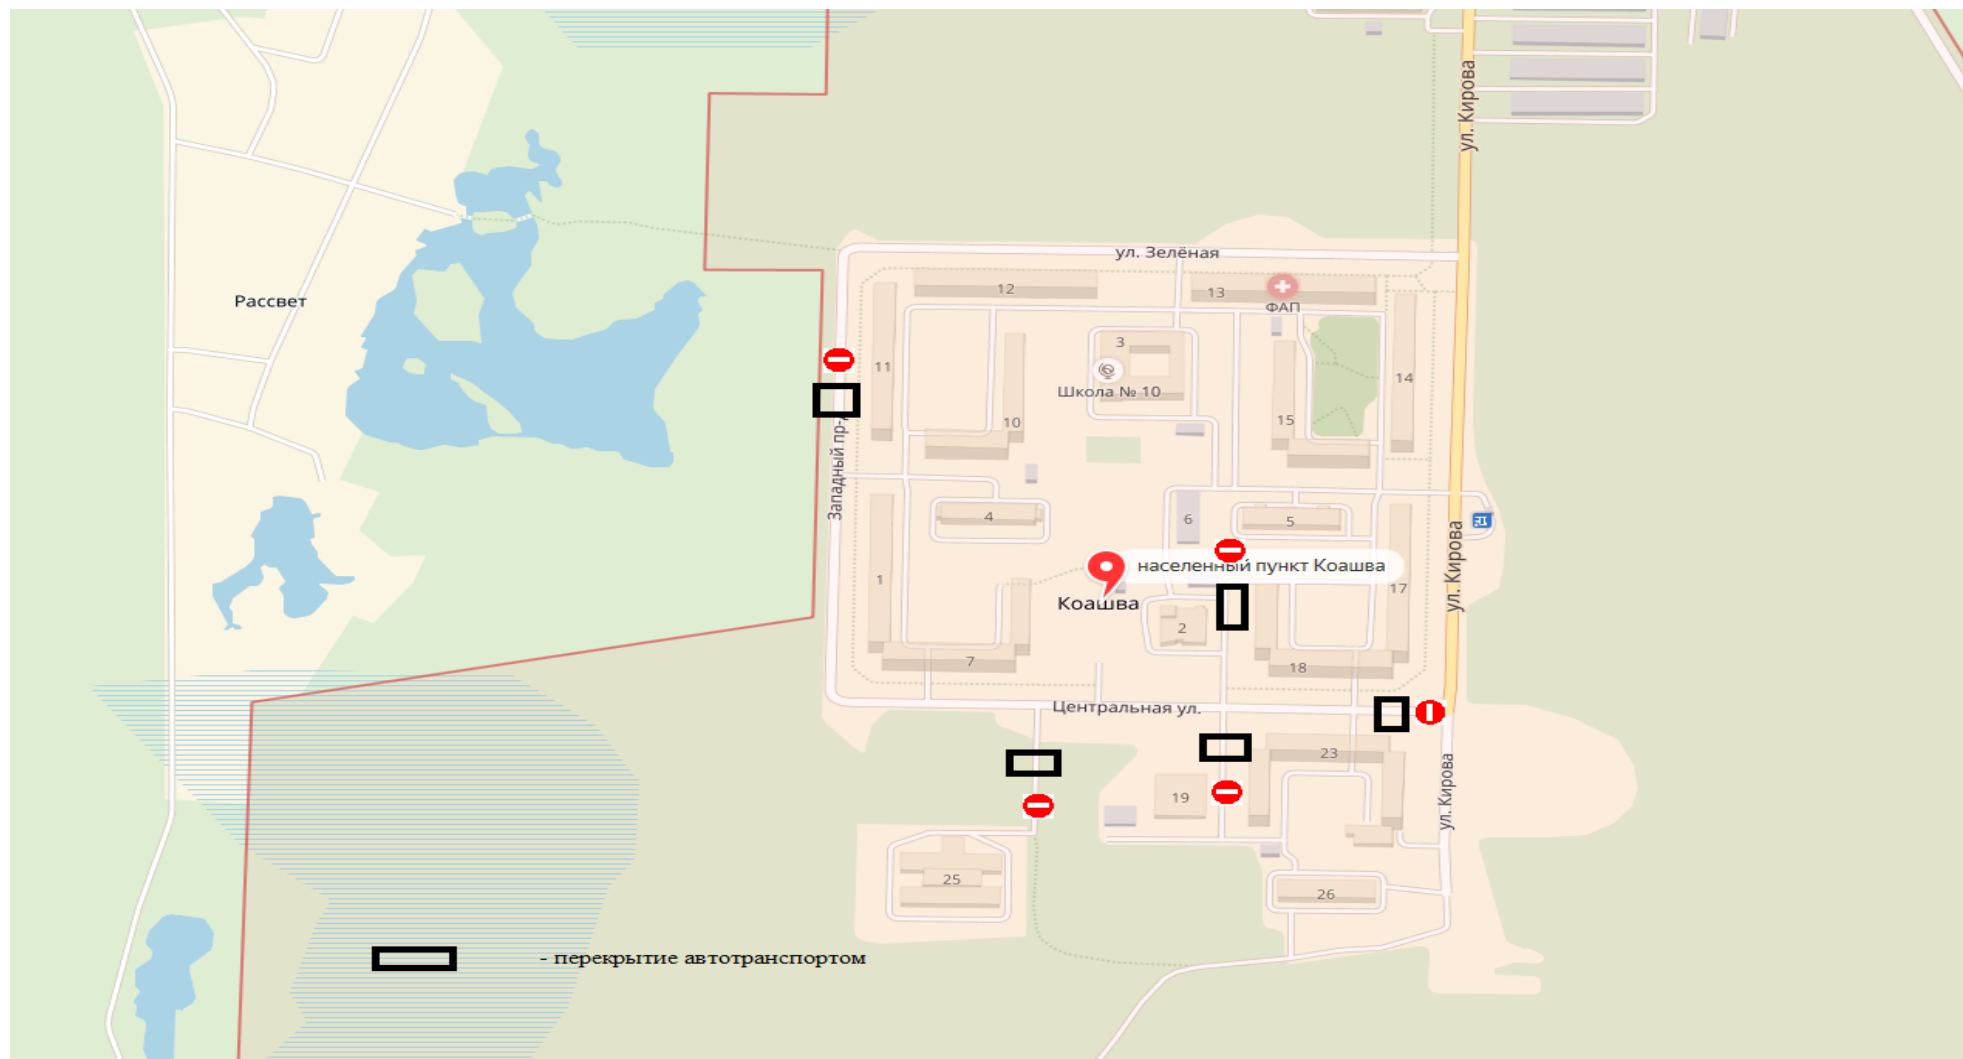 ул. Кирова
ул. Зелёная
12
13
ФАП
Рассвет
3
11
14
Школа № 10
10
15
Западный пр-д
4
6
5
ул. Кирова
населенный пункт Коашва
1
17
Коашва
2
7
18
Центральная ул.
23
19
ул. Кирова
25
26
- перекрытие автотранспортом